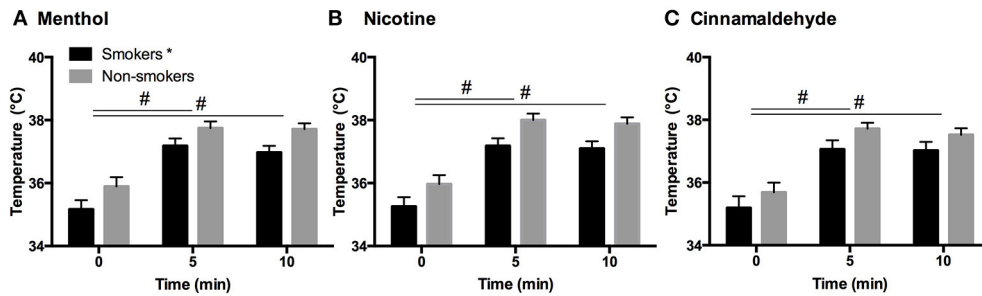 A Menthol
Smokers *
Non-smokers
Temperature (°C)
40
38
36
34
# #
0 5 10
Time (min)
B Nicotine
Temperature (°C)
40
38
36
34
# #
0 5 10
Time (min)
C Cinnamaldehyde
Temperature (°C)
40
38
36
34
# #
0 5 10
Time (min)